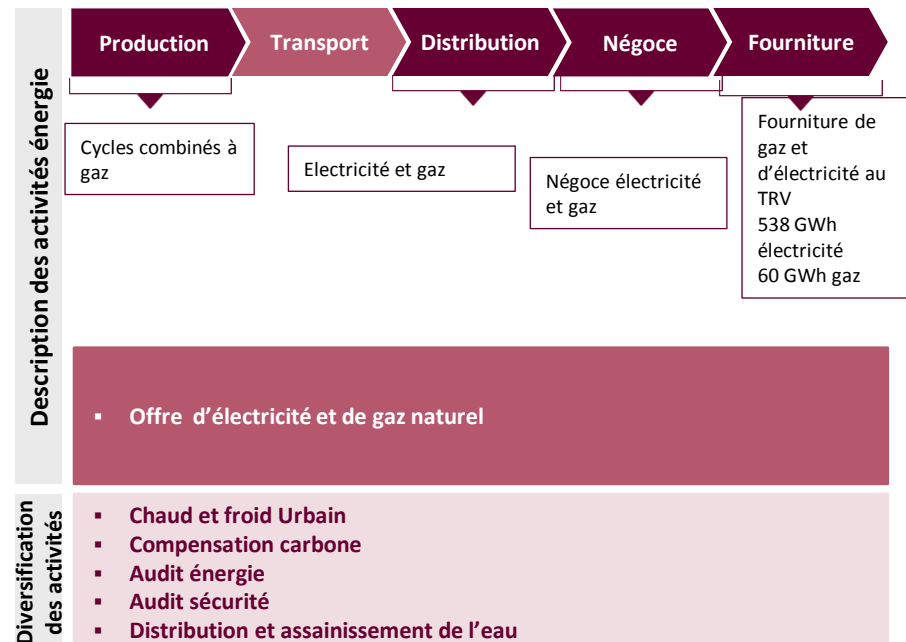 Production
Transport
Distribution
Négoce
Fourniture
Description des activités énergie
Cycles combinés à
gaz
Electricité et gaz
Négoce électricité
et gaz
Fourniture de
gaz et
d'électricité au
TRV
538 GWh
électricité
60 GWh gaz
▪ Offre d'électricité et de gaz naturel
Diversification
des activités
▪ Chaud et froid Urbain
▪ Compensation carbone
▪ Audit énergie
▪ Audit sécurité
▪ Distribution et assainissement de l'eau